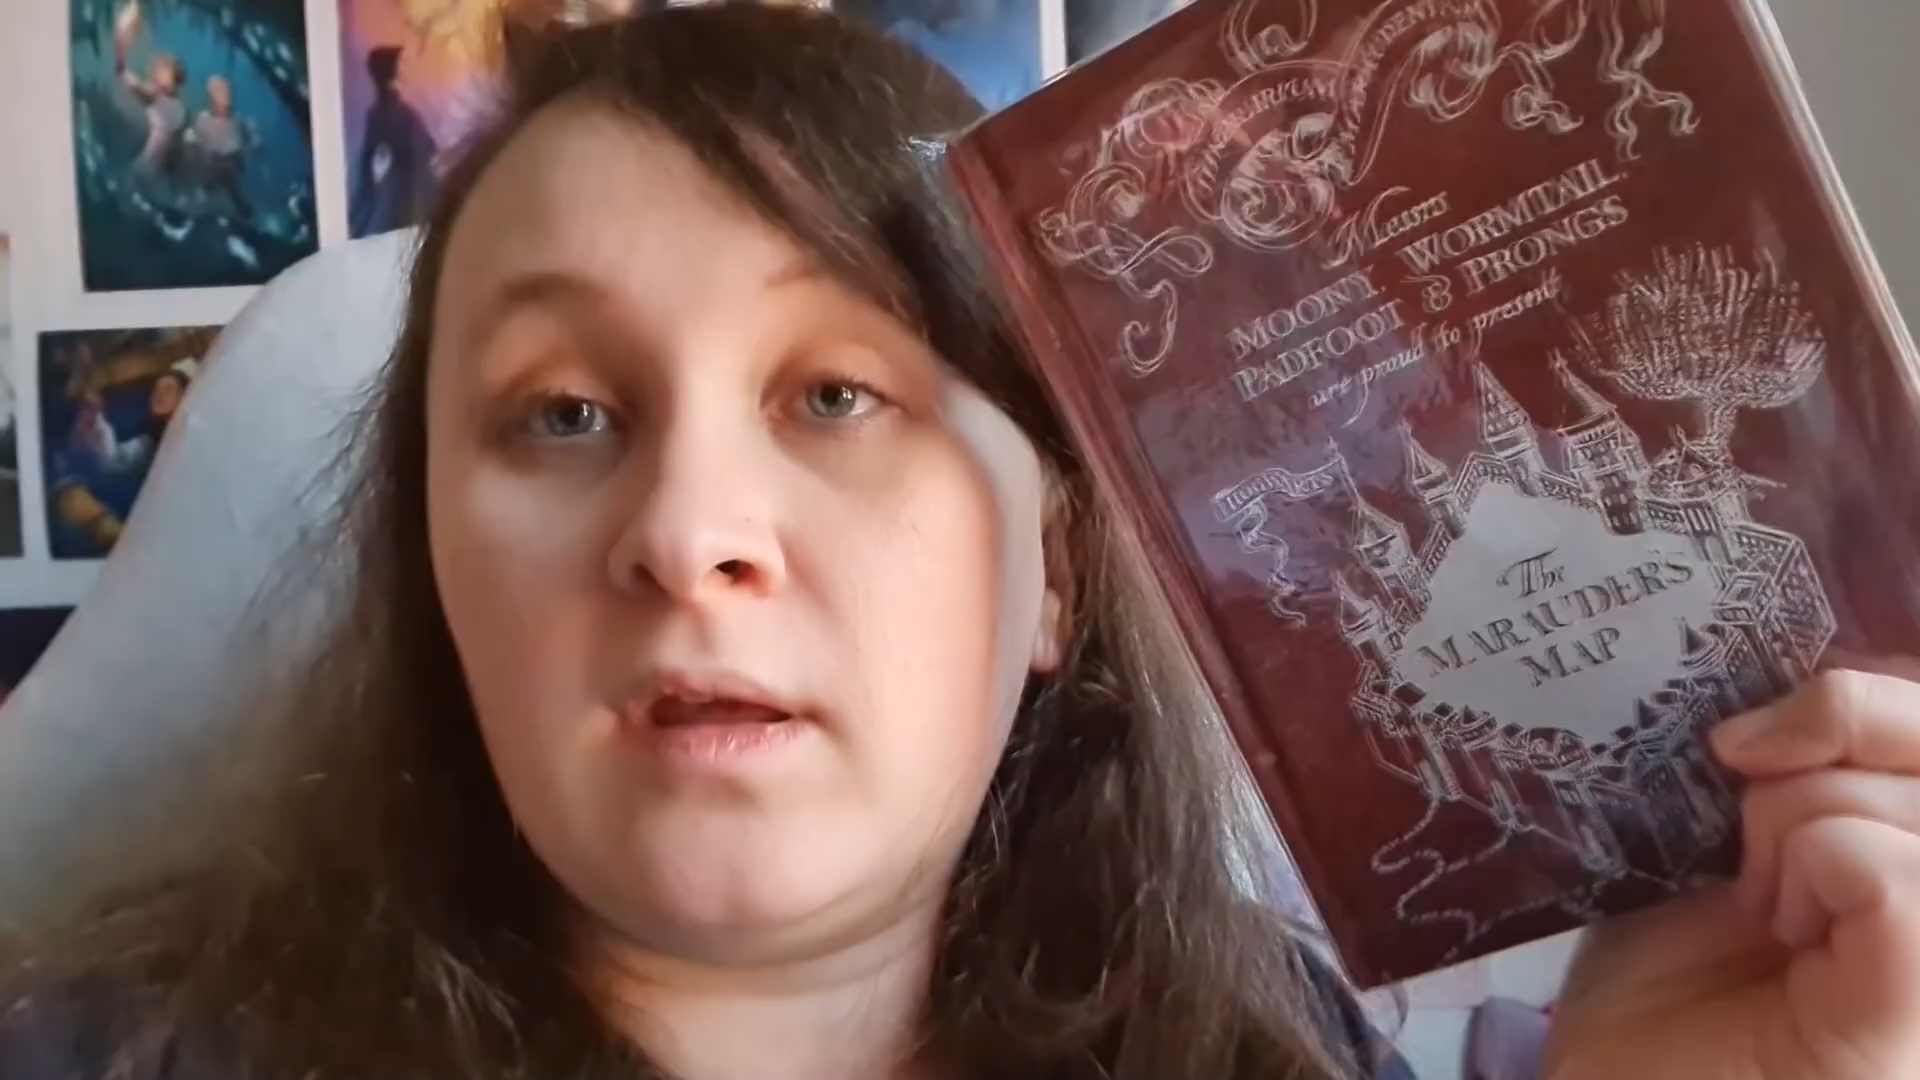 Messrs
MOONY, WORMTAIL,
PADFOOT & PRONGS
are proud to present
HOGWARTS
The
MARAUDER'S
MAP